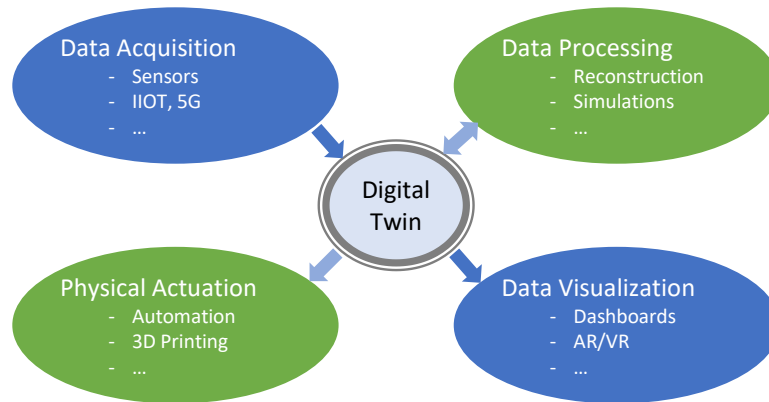 Data Acquisition
- Sensors
- IIOT, 5G
- ...
Data Processing
- Reconstruction
- Simulations
- ...
Digital
Twin
Physical Actuation
- Automation
- 3D Printing
- ...
Data Visualization
- Dashboards
- AR/VR
- ...